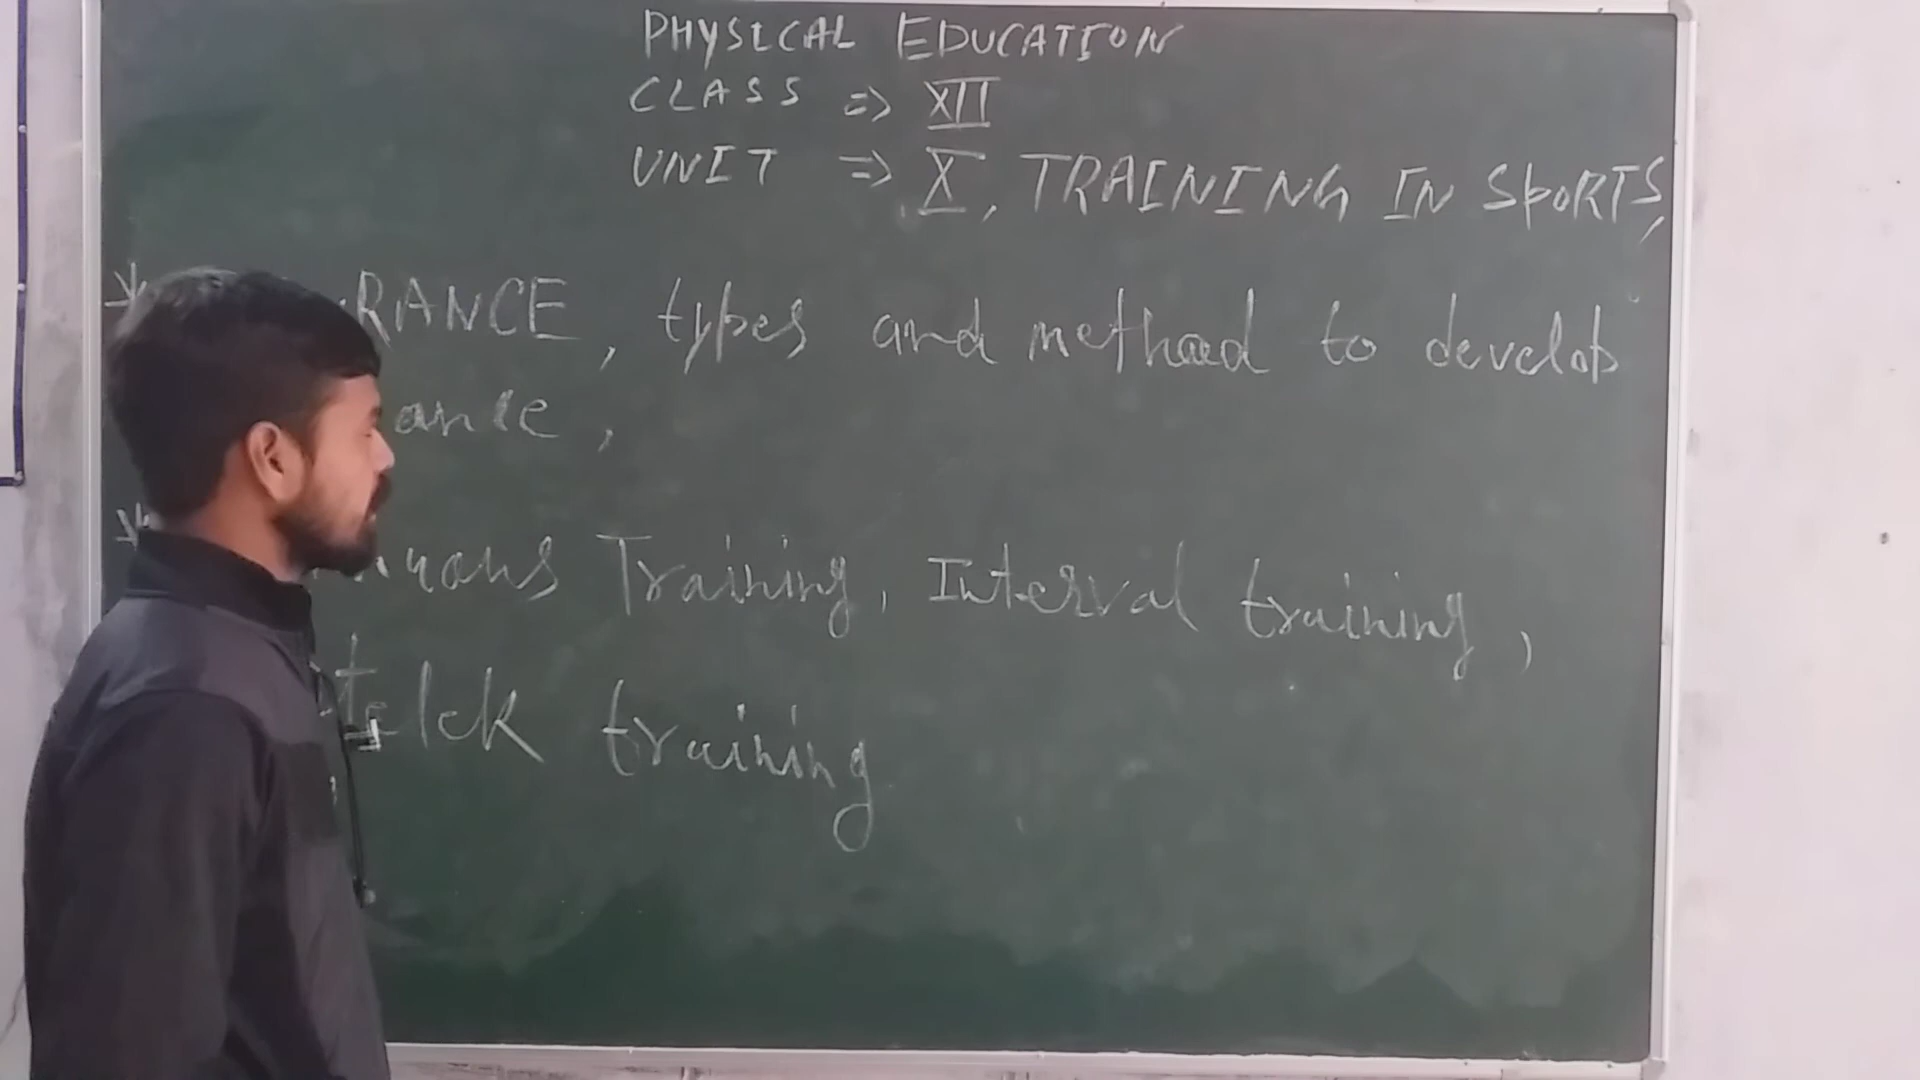 PHYSICAL EDUCATION
CLASS => XII
UNIT => X, TRAINING IN SPORTS,
* RANCE, types and method to develop
ance,
* Training, Interval training,
training